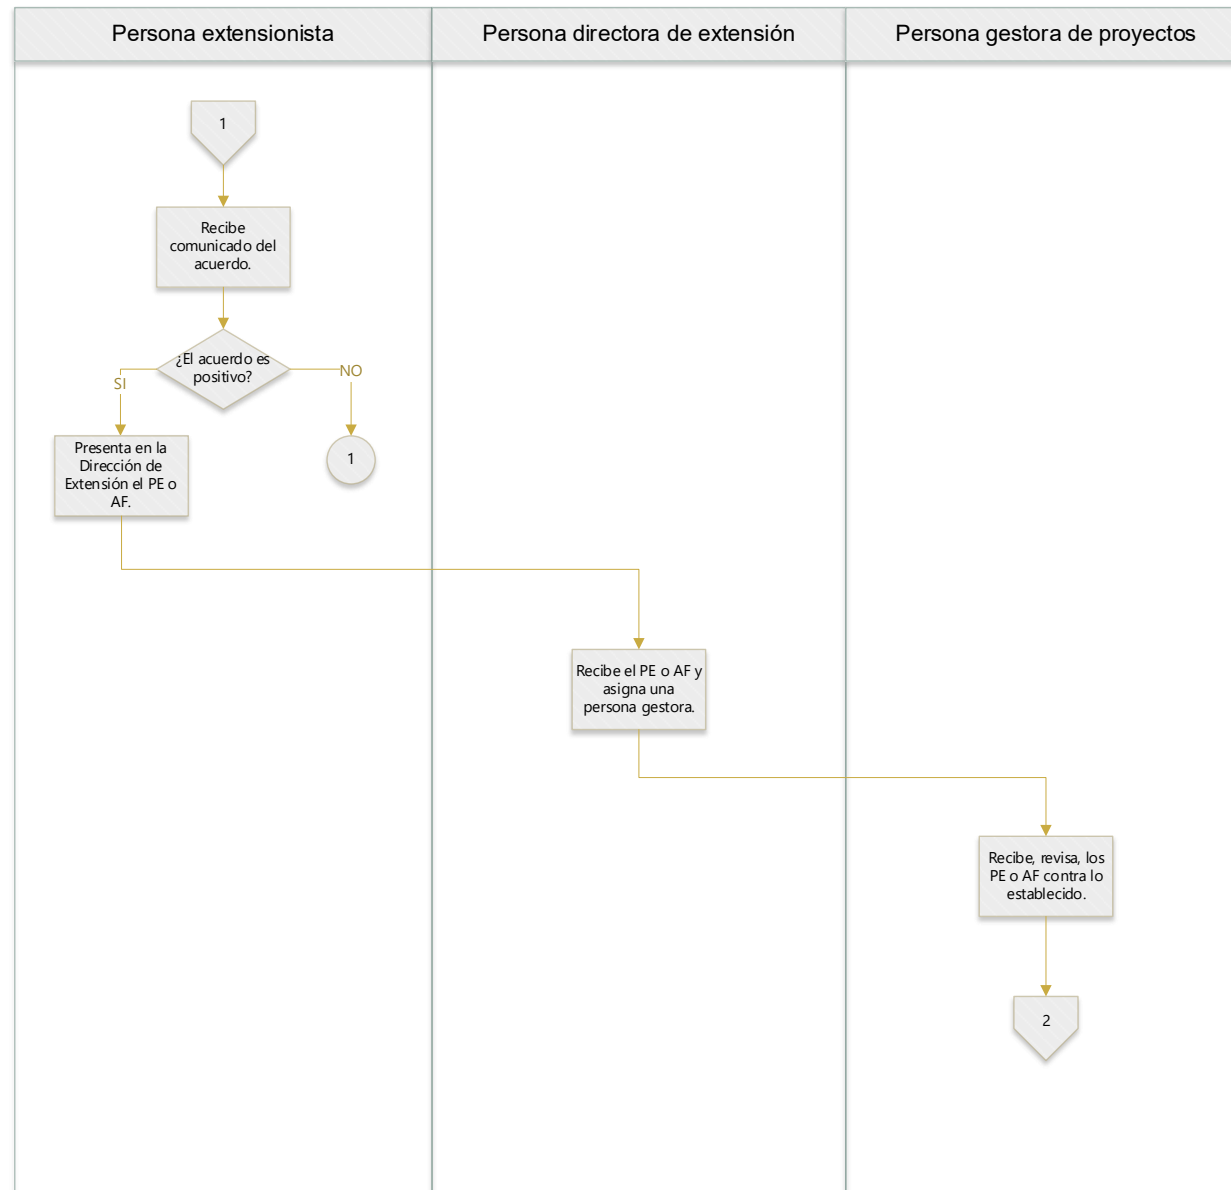 Persona extensionista
Persona directora de extensión
Persona gestora de proyectos
1
Recibe
comunicado del
acuerdo.
¿El acuerdo es
positivo?
SI
NO
Presenta en la
Dirección de
Extensión el PE o
AF.
1
Recibe el PE o AF y
asigna una
persona gestora.
Recibe, revisa, los
PE o AF contra lo
establecido.
2